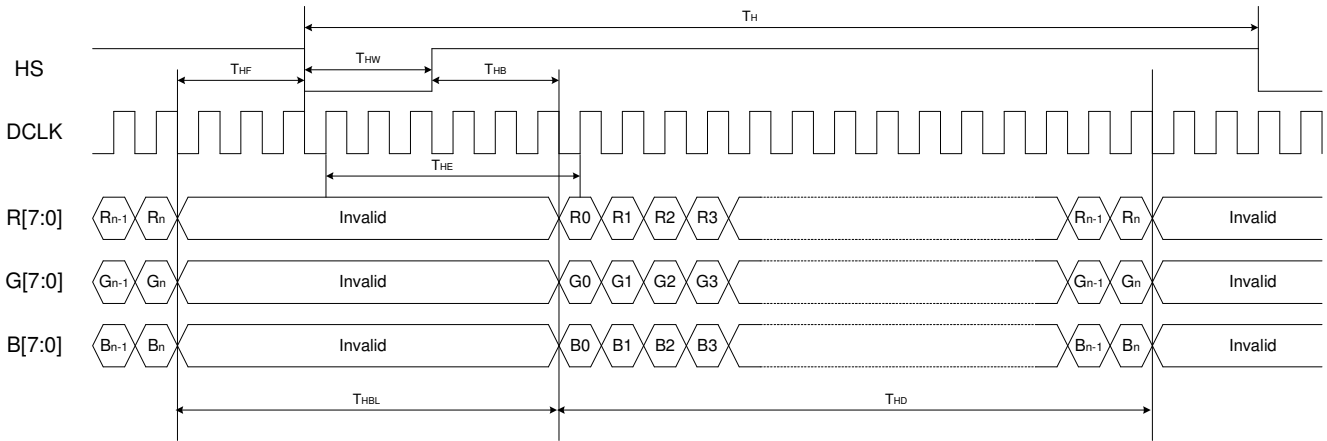 TH
HS
THF
THW
THB
DCLK
THE
R[7:0] Rn-1 Rn Invalid R0 R1 R2 R3 Rn-1 Rn Invalid
G[7:0] Gn-1 Gn Invalid G0 G1 G2 G3 Gn-1 Gn Invalid
B[7:0] Bn-1 Bn Invalid B0 B1 B2 B3 Bn-1 Bn Invalid
THBL THD